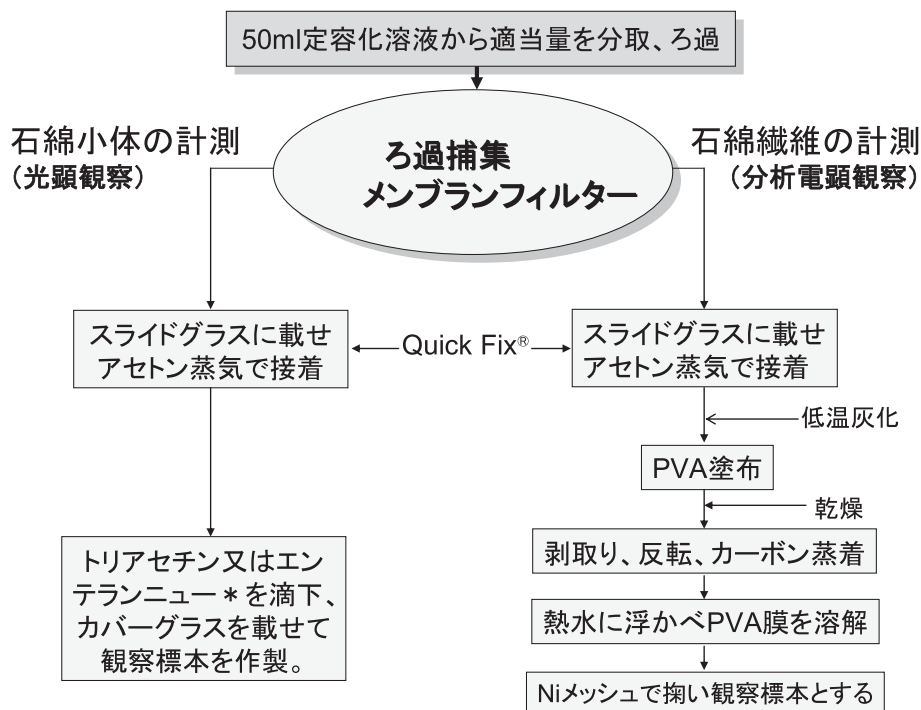 50ml定容化溶液から適当量を分取、ろ過
石綿小体の計測
(光顕観察)
ろ過捕集
メンブランフィルター
石綿繊維の計測
(分析電顕観察)
スライドグラスに載せ
アセトン蒸気で接着
Quick Fix®
スライドグラスに載せ
アセトン蒸気で接着
低温灰化
PVA塗布
乾燥
剥取り、反転、カーボン蒸着
熱水に浮かべPVA膜を溶解
Niメッシュで掬い観察標本とする
トリアセチン又はエン
テランニュー*を滴下、
カバーグラスを載せて
観察標本を作製。